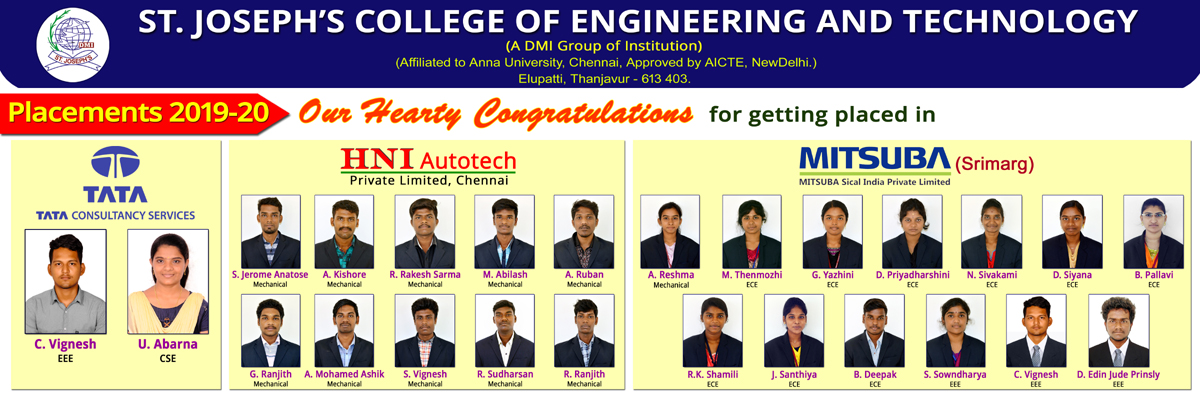 ST. JOSEPH'S COLLEGE OF ENGINEERING AND TECHNOLOGY
(A DMI Group of Institution)
(Affiliated to Anna University, Chennai, Approved by AICTE, NewDelhi.)
Elupatti, Thanjavur - 613 403.
DMI
ST. JOSEPH'S
Placements 2019-20
Our Hearty Congratulations for getting placed in
TATA
TATA CONSULTANCY SERVICES
C. Vignesh
EEE
U. Abarna
CSE
HNI Autotech
Private Limited, Chennai
S. Jerome Anatose
Mechanical
A. Kishore
Mechanical
R. Rakesh Sarma
Mechanical
M. Abilash
Mechanical
A. Ruban
Mechanical
G. Ranjith
Mechanical
A. Mohamed Ashik
Mechanical
S. Vignesh
Mechanical
R. Sudharsan
Mechanical
R. Ranjith
Mechanical
MITSUBA (Srimarg)
MITSUBA Sical India Private Limited
A. Reshma
Mechanical
M. Thenmozhi
ECE
G. Yazhini
ECE
D. Priyadharshini
ECE
N. Sivakami
ECE
D. Siyana
ECE
B. Pallavi
ECE
R.K. Shamili
ECE
J. Santhiya
ECE
B. Deepak
ECE
S. Sowndharya
EEE
C. Vignesh
EEE
D. Edin Jude Prinsly
EEE